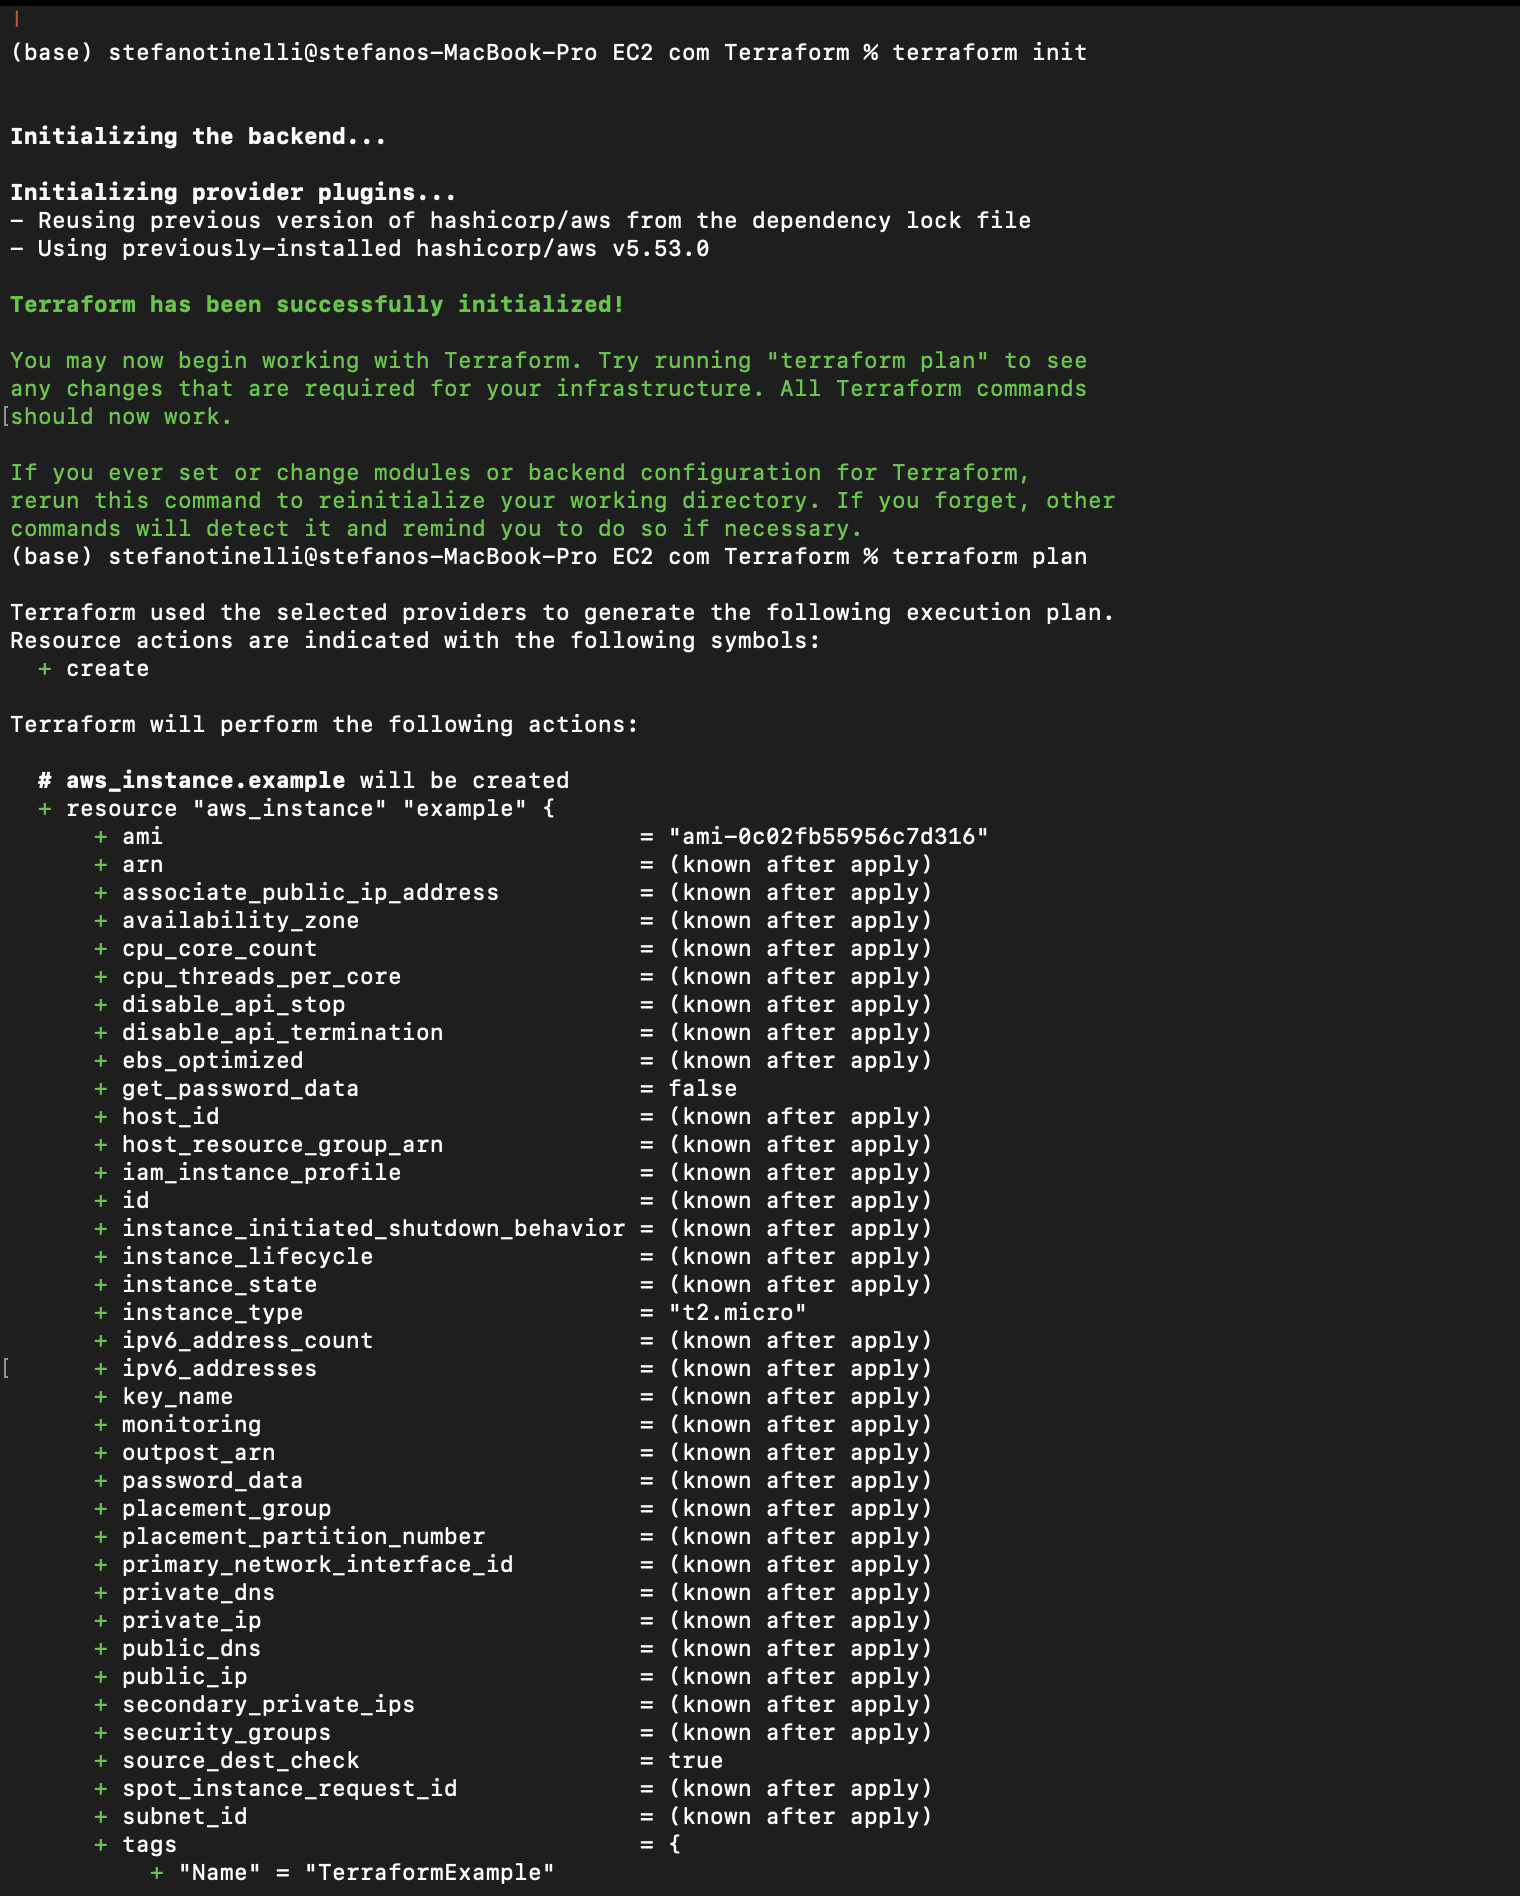 (base) stefanotinelli@stefanos-MacBook-Pro EC2 com Terraform % terraform init
Initializing the backend...
Initializing provider plugins...
- Reusing previous version of hashicorp/aws from the dependency lock file
- Using previously-installed hashicorp/aws v5.53.0
Terraform has been successfully initialized!
You may now begin working with Terraform. Try running "terraform plan" to see
any changes that are required for your infrastructure. All Terraform commands
should now work.
If you ever set or change modules or backend configuration for Terraform,
rerun this command to reinitialize your working directory. If you forget, other
commands will detect it and remind you to do so if necessary.
(base) stefanotinelli@stefanos-MacBook-Pro EC2 com Terraform % terraform plan
Terraform used the selected providers to generate the following execution plan.
Resource actions are indicated with the following symbols:
  + create
Terraform will perform the following actions:
  # aws_instance.example will be created
  + resource "aws_instance" "example" {
      + ami                                  = "ami-0c02fb55956c7d316"
      + arn                                  = (known after apply)
      + associate_public_ip_address          = (known after apply)
      + availability_zone                    = (known after apply)
      + cpu_core_count                       = (known after apply)
      + cpu_threads_per_core                 = (known after apply)
      + disable_api_stop                     = (known after apply)
      + disable_api_termination              = (known after apply)
      + ebs_optimized                        = (known after apply)
      + get_password_data                    = false
      + host_id                              = (known after apply)
      + host_resource_group_arn              = (known after apply)
      + iam_instance_profile                 = (known after apply)
      + id                                   = (known after apply)
      + instance_initiated_shutdown_behavior = (known after apply)
      + instance_lifecycle                   = (known after apply)
      + instance_state                       = (known after apply)
      + instance_type                        = "t2.micro"
      + ipv6_address_count                   = (known after apply)
      + ipv6_addresses                       = (known after apply)
      + key_name                             = (known after apply)
      + monitoring                           = (known after apply)
      + outpost_arn                          = (known after apply)
      + password_data                        = (known after apply)
      + placement_group                      = (known after apply)
      + placement_partition_number           = (known after apply)
      + primary_network_interface_id         = (known after apply)
      + private_dns                          = (known after apply)
      + private_ip                           = (known after apply)
      + public_dns                           = (known after apply)
      + public_ip                            = (known after apply)
      + secondary_private_ips                = (known after apply)
      + security_groups                      = (known after apply)
      + source_dest_check                    = true
      + spot_instance_request_id             = (known after apply)
      + subnet_id                            = (known after apply)
      + tags                                 = {
          + "Name" = "TerraformExample"